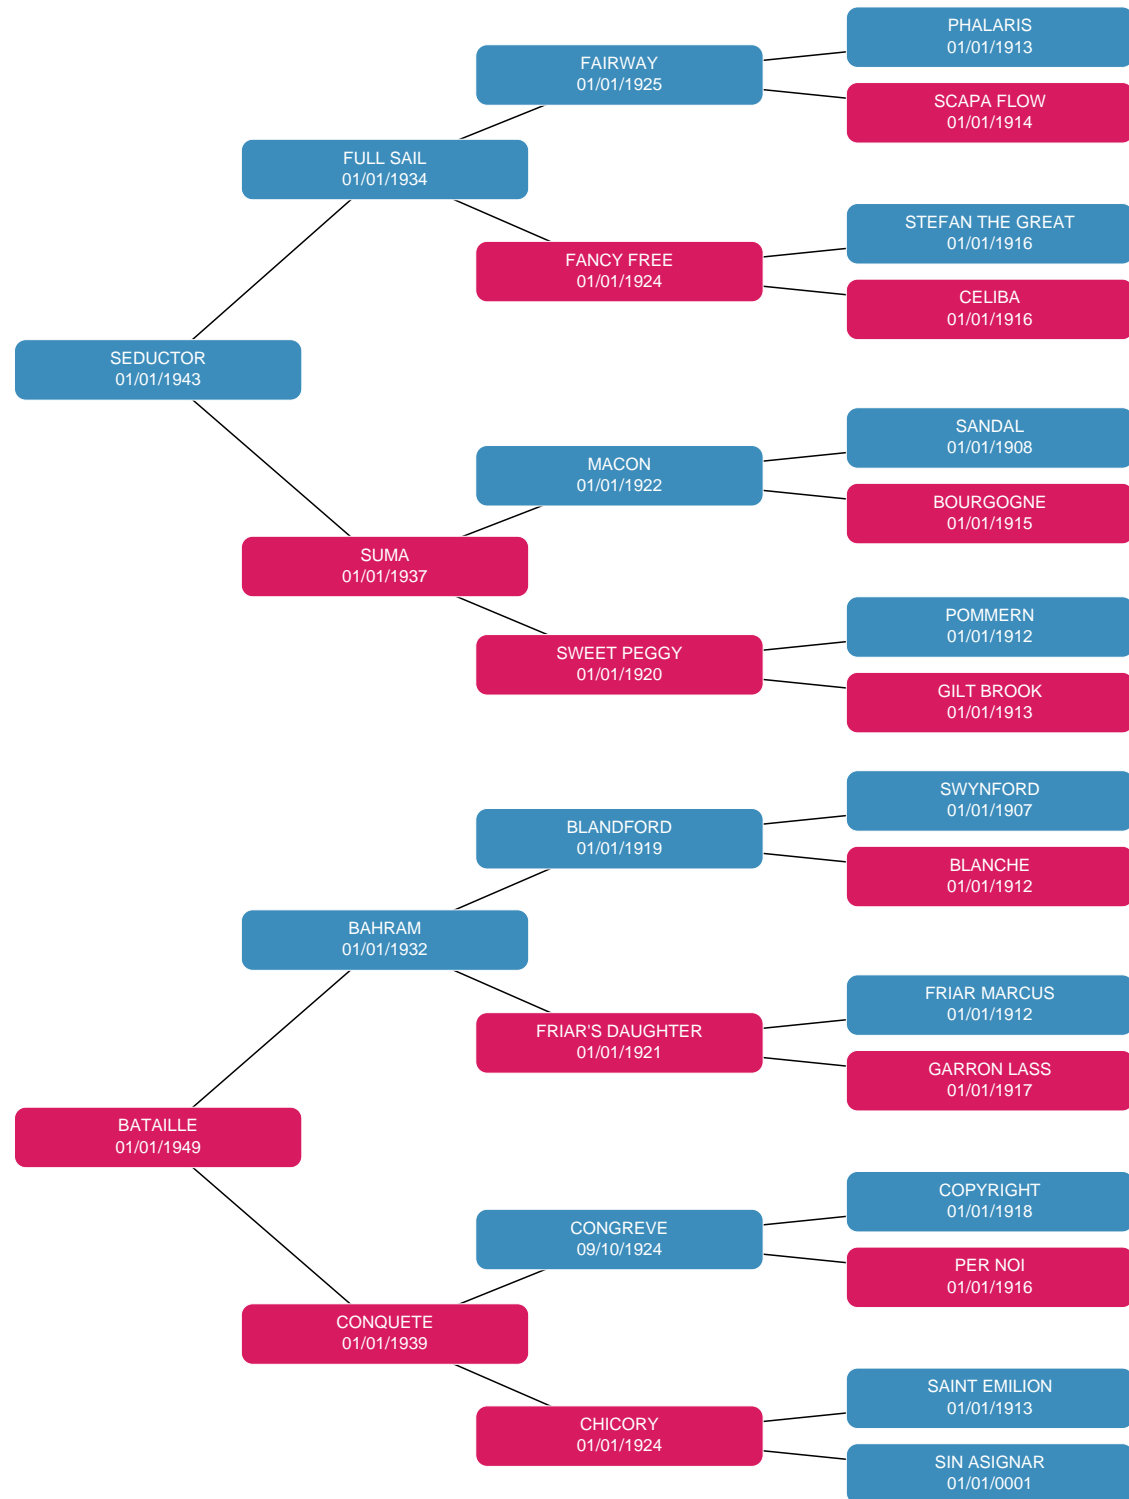 PHALARIS
01/01/1913
FAIRWAY
01/01/1925
SCAPA FLOW
01/01/1914
FULL SAIL
01/01/1934
STEFAN THE GREAT
01/01/1916
FANCY FREE
01/01/1924
CELIBA
01/01/1916
SEDUCTOR
01/01/1943
SANDAL
01/01/1908
MACON
01/01/1922
BOURGOGNE
01/01/1915
SUMA
01/01/1937
POMMERN
01/01/1912
SWEET PEGGY
01/01/1920
GILT BROOK
01/01/1913
SWYNFORD
01/01/1907
BLANDFORD
01/01/1919
BLANCHE
01/01/1912
BAHRAM
01/01/1932
FRIAR MARCUS
01/01/1912
FRIAR'S DAUGHTER
01/01/1921
GARRON LASS
01/01/1917
BATAILLE
01/01/1949
COPYRIGHT
01/01/1918
CONGREVE
09/10/1924
PER NOI
01/01/1916
CONQUETE
01/01/1939
SAINT EMILION
01/01/1913
CHICORY
01/01/1924
SIN ASIGNAR
01/01/0001